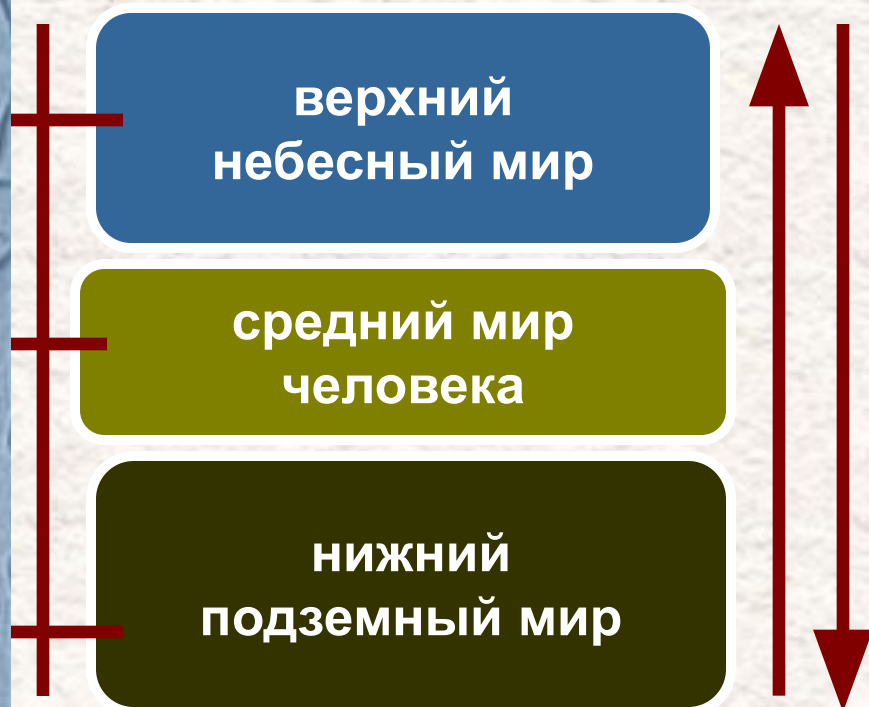 верхний
небесный мир
средний мир
человека
нижний
подземный мир